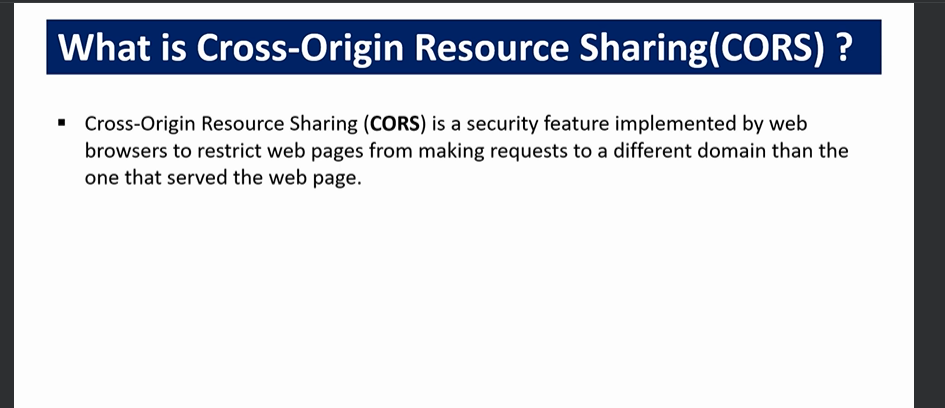 What is Cross-Origin Resource Sharing(CORS) ?
▪ Cross-Origin Resource Sharing (CORS) is a security feature implemented by web
browsers to restrict web pages from making requests to a different domain than the
one that served the web page.